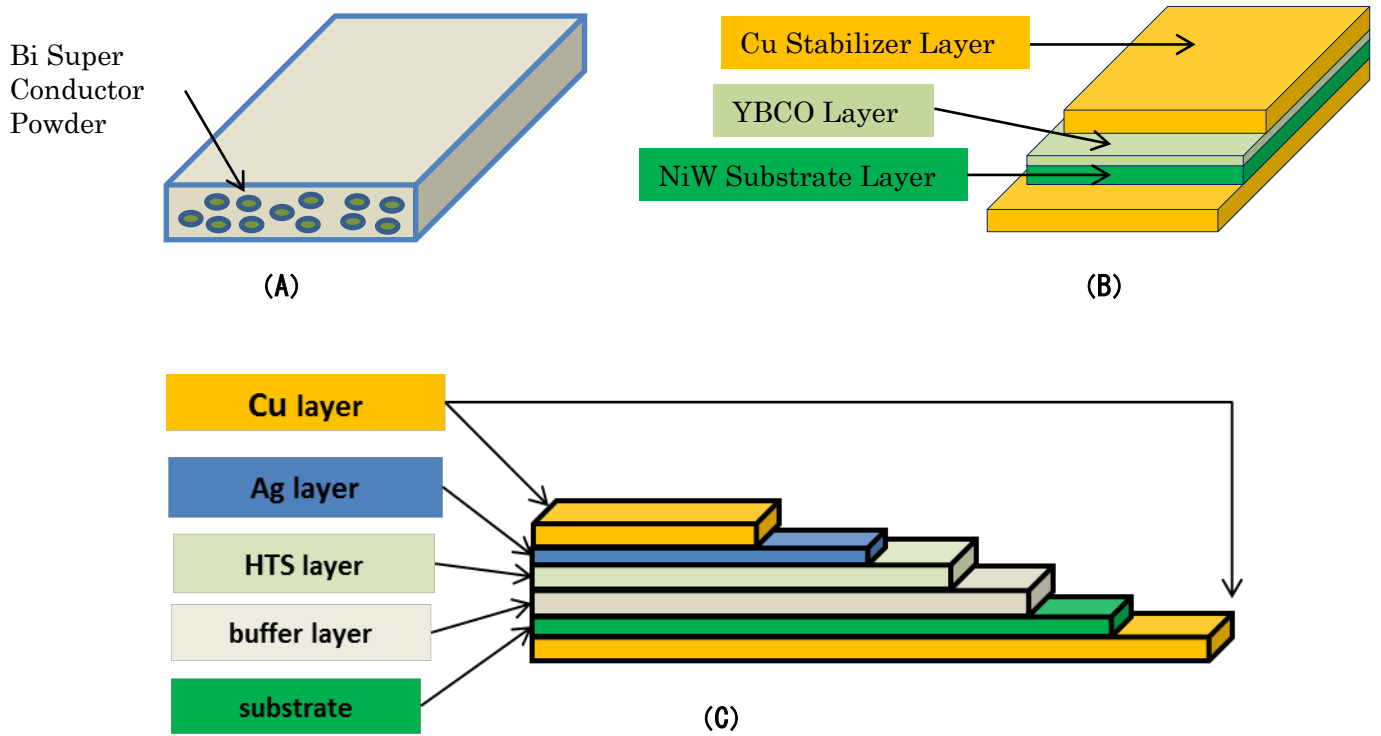 Bi Super
Conductor
Powder
(A)
Cu Stabilizer Layer
YBCO Layer
NiW Substrate Layer
(B)
Cu layer
Ag layer
HTS layer
buffer layer
substrate
(C)